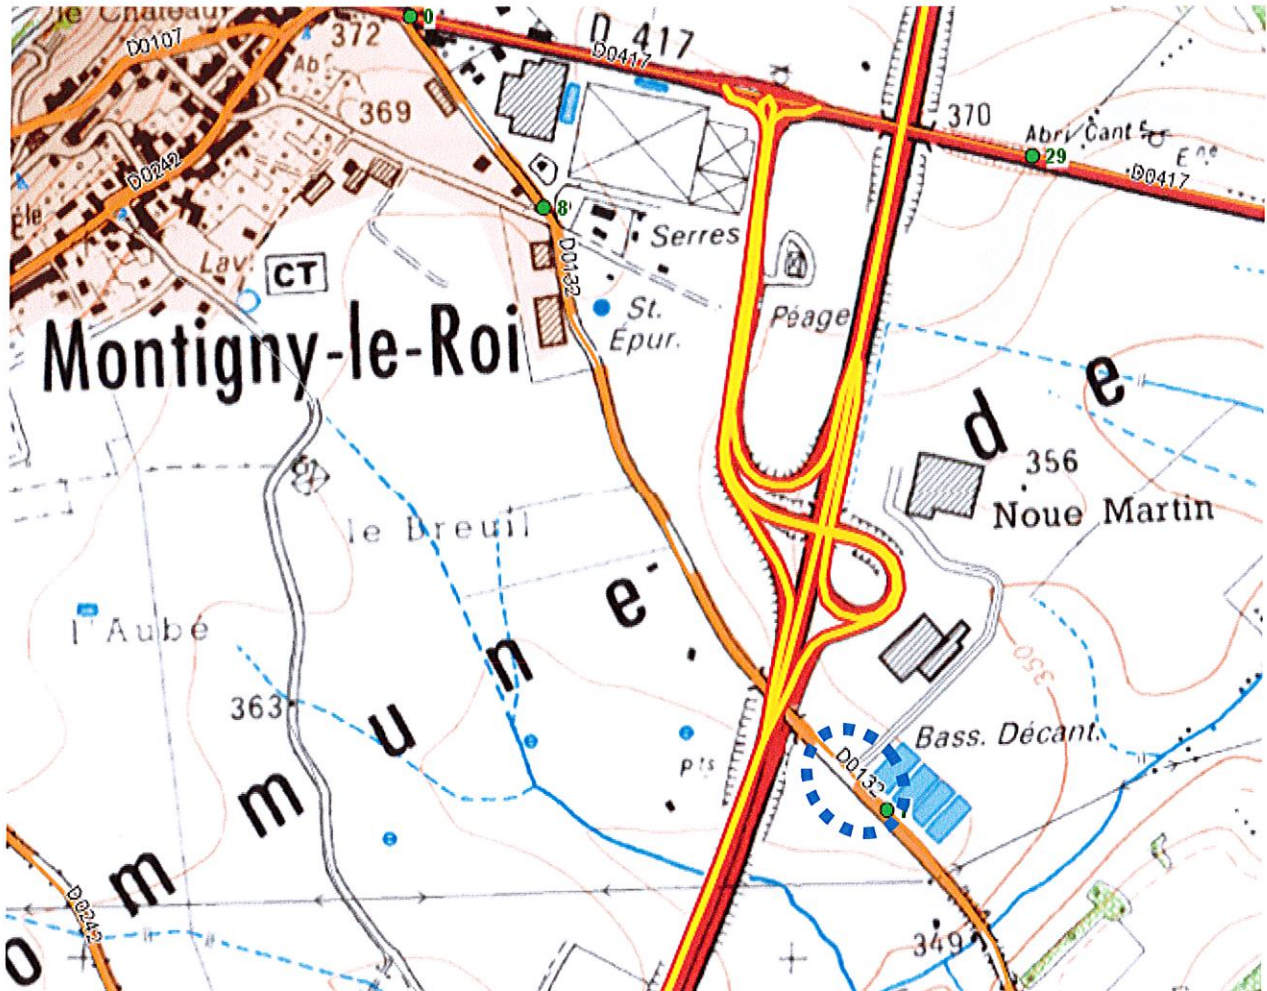 le Chateau
0
372
D 417
D0417
D0107
Ab
369
370
Abri Cant
29
D0417
D0242
8
Serres
D0132
Lav.
CT
St.
Épur.
Péage
Montigny-le-Roi
d
e
356
Noue Martin
le Breuil
e
l'Aubé
n
350
363
u
Bass. Décant.
pts
D0132
m
m
D0242
349
o